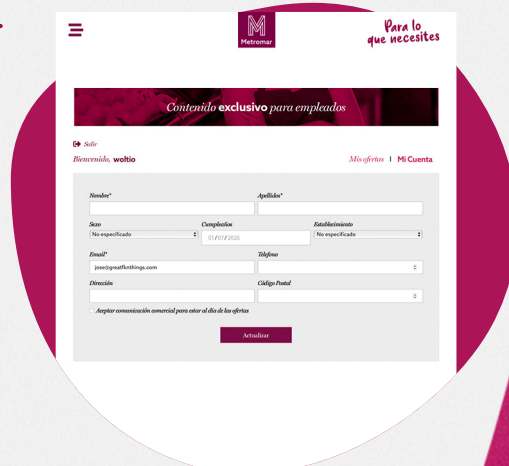 Metromar
Para lo
que necesites
Contenido exclusivo para empleados
Salir
Bienvenido, woltio
Mis ofertas | Mi Cuenta
Nombre* Apellidos*
Sexo Cumpleaños Establecimiento
No especificado 01/07/2025 No especificado
Email* Télefono
jose@greatfknthings.com
Dirección Código Postal
Aceptar comunicación comercial para estar al día de las ofertas
Actualizar